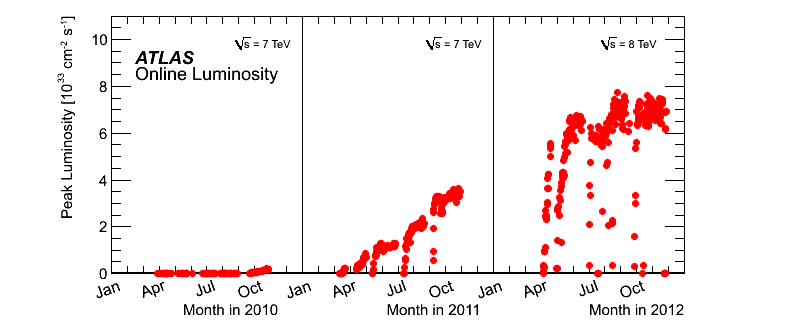 √s = 7 TeV √s = 7 TeV √s = 8 TeV
ATLAS
Online Luminosity
Peak Luminosity [10³³ cm⁻² s⁻¹]
10
8
6
4
2
0
Jan Apr Jul Oct Jan Apr Jul Oct Jan Apr Jul Oct
Month in 2010 Month in 2011 Month in 2012